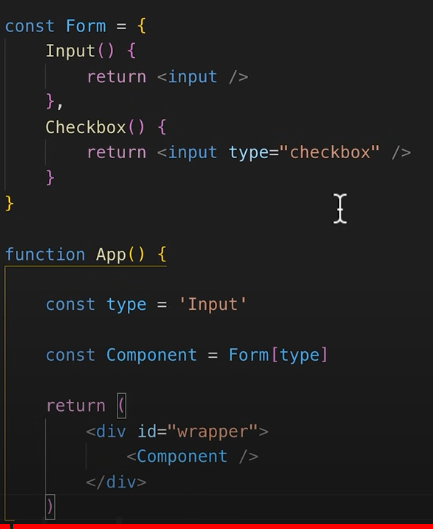 const Form = {
    Input() {
        return <input />
    },
    Checkbox() {
        return <input type="checkbox" />
    }
}

function App() {

    const type = 'Input'

    const Component = Form[type]

    return (
        <div id="wrapper">
            <Component />
        </div>
    )